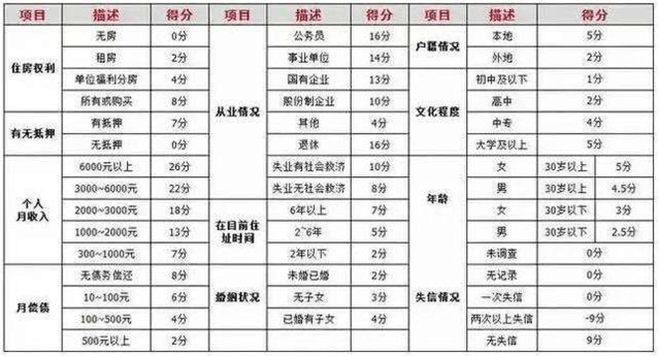 项目 描述 得分 项目 描述 得分 项目 描述 得分
住房权利 无房 0分
租房 2分
单位福利分房 4分
所有或购买 8分
有无抵押 有抵押 7分
无抵押 0分
个人月收入 6000元以上 26分
3000~6000元 22分
2000~3000元 18分
1000~2000元 13分
300~1000元 7分
月偿债 无债务偿还 8分
10~100元 6分
100~500元 4分
500元以上 2分
从业情况 公务员 16分
事业单位 14分
国有企业 13分
股份制企业 10分
其他 4分
退休 16分
失业有社会救济 10分
失业无社会救济 8分
在目前住址时间 6年以上 7分
2~6年 5分
2年以下 2分
婚姻状况 未婚已婚 2分
无子女 3分
已婚有子女 4分
户籍情况 本地 5分
外地 2分
文化程度 初中及以下 1分
高中 2分
中专 4分
大学及以上 5分
年龄 女 30岁以上 5分
男 30岁以上 4.5分
女 30岁以下 3分
男 30岁以下 2.5分
失信情况 未调查 0分
无记录 0分
一次失信 0分
两次以上失信 -9分
无失信 9分